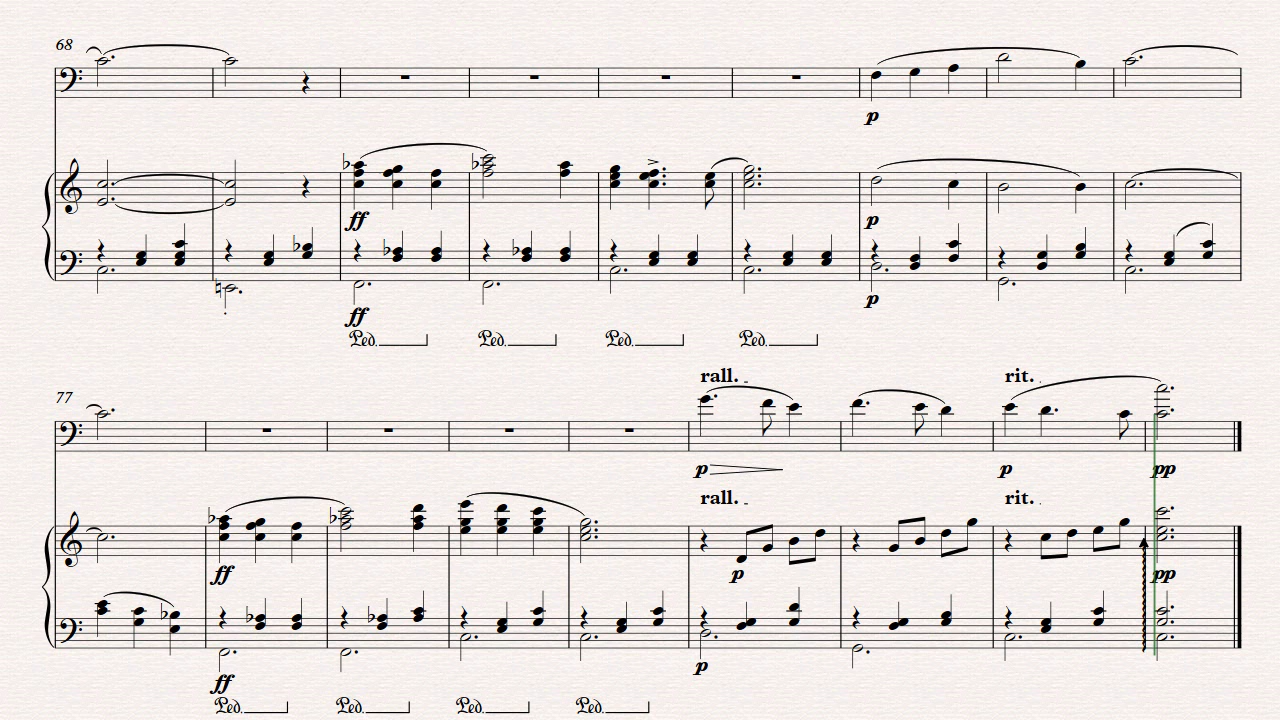 68
p
ff
p
ff
p
Ped. Ped. Ped. Ped.
rall. rit.
77
p p pp
rall. rit.
ff p pp
ff p
Ped. Ped. Ped. Ped.